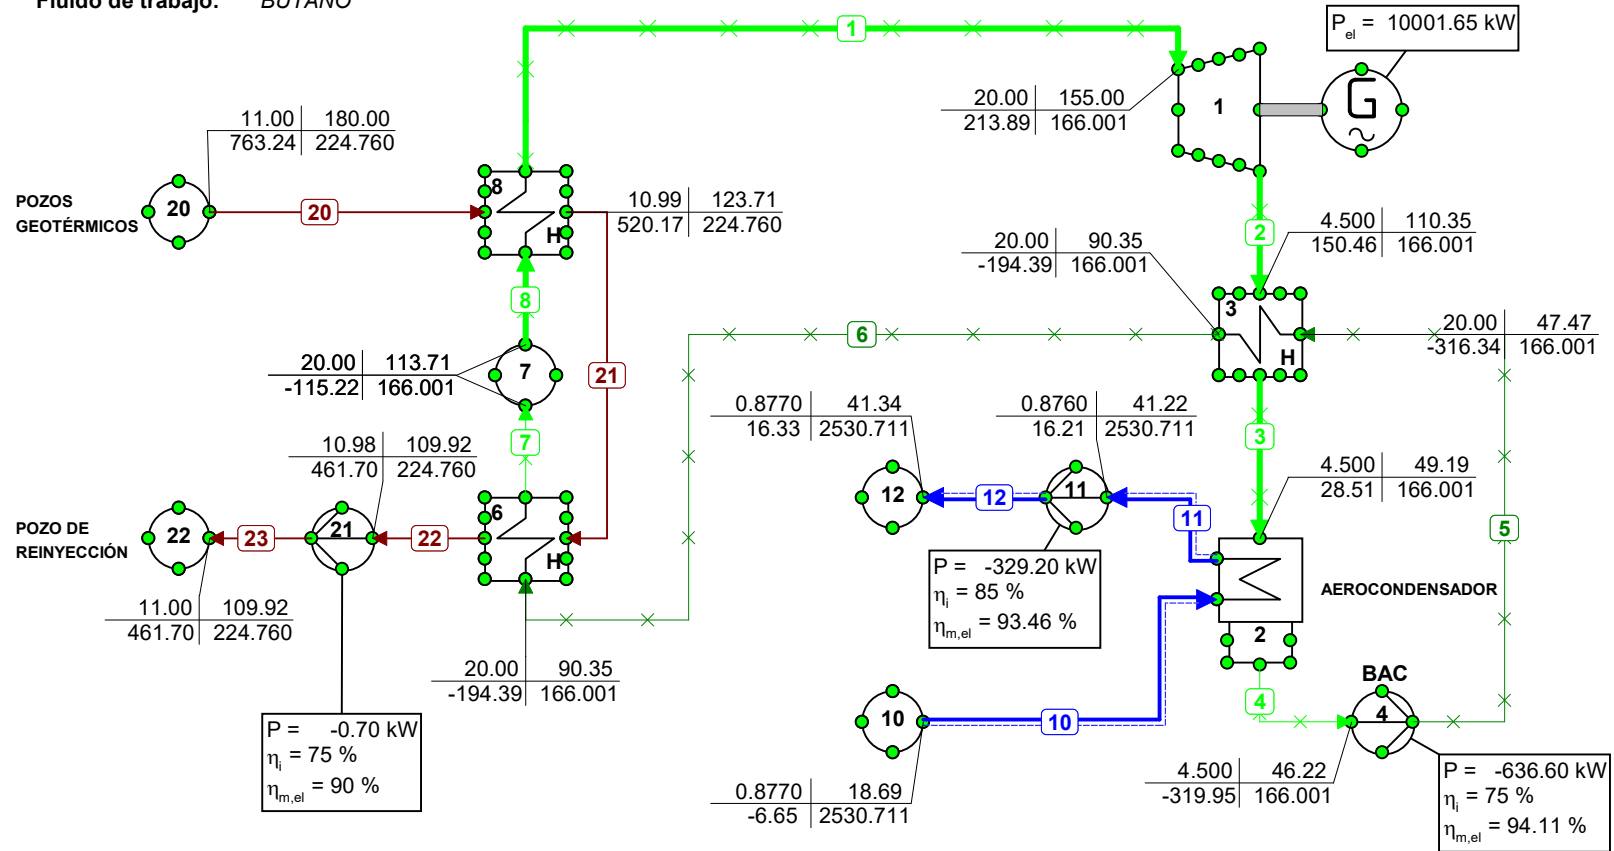 Fluido de trabajo: BUTANO
P_el = 10001.65 kW
1
20.00 155.00
213.89 166.001
1
G
11.00 180.00
763.24 224.760
POZOS
GEOTÉRMICOS
20
20
8
H
10.99 123.71
520.17 224.760
2
4.500 110.35
150.46 166.001
20.00 90.35
-194.39 166.001
8
3
H
6
20.00 47.47
-316.34 166.001
20.00 113.71
-115.22 166.001
7
21
0.8770 41.34
16.33 2530.711
0.8760 41.22
16.21 2530.711
7
3
10.98 109.92
461.70 224.760
4.500 49.19
28.51 166.001
12
12
11
11
POZO DE
REINYECCIÓN
22
23
21
22
6
H
5
P = -329.20 kW
η_i = 85 %
η_m,el = 93.46 %
AEROCONDENSADOR
2
11.00 109.92
461.70 224.760
20.00 90.35
-194.39 166.001
BAC
4
4
10
10
P = -0.70 kW
η_i = 75 %
η_m,el = 90 %
0.8770 18.69
-6.65 2530.711
4.500 46.22
-319.95 166.001
P = -636.60 kW
η_i = 75 %
η_m,el = 94.11 %